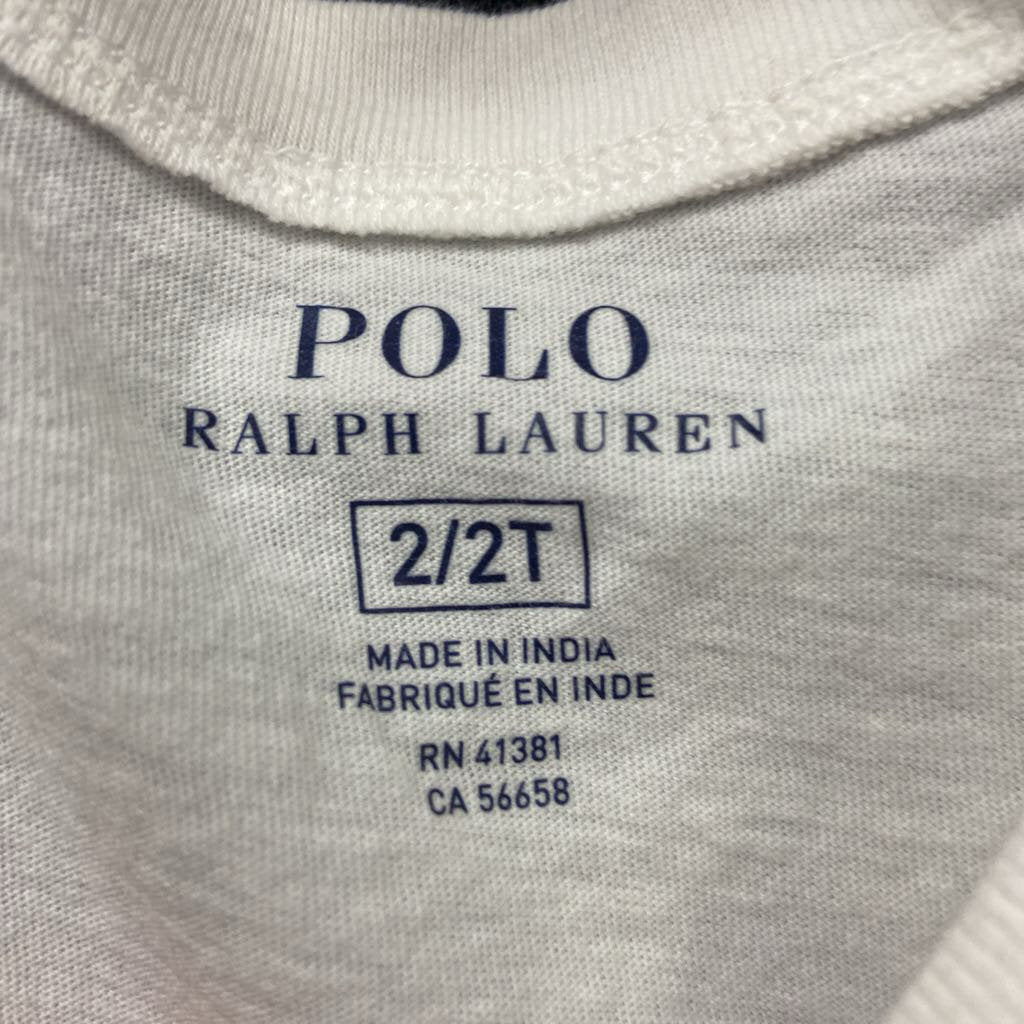 POLO
RALPH LAUREN
2/2T
MADE IN INDIA
FABRIQUÉ EN INDE
RN 41381
CA 56658